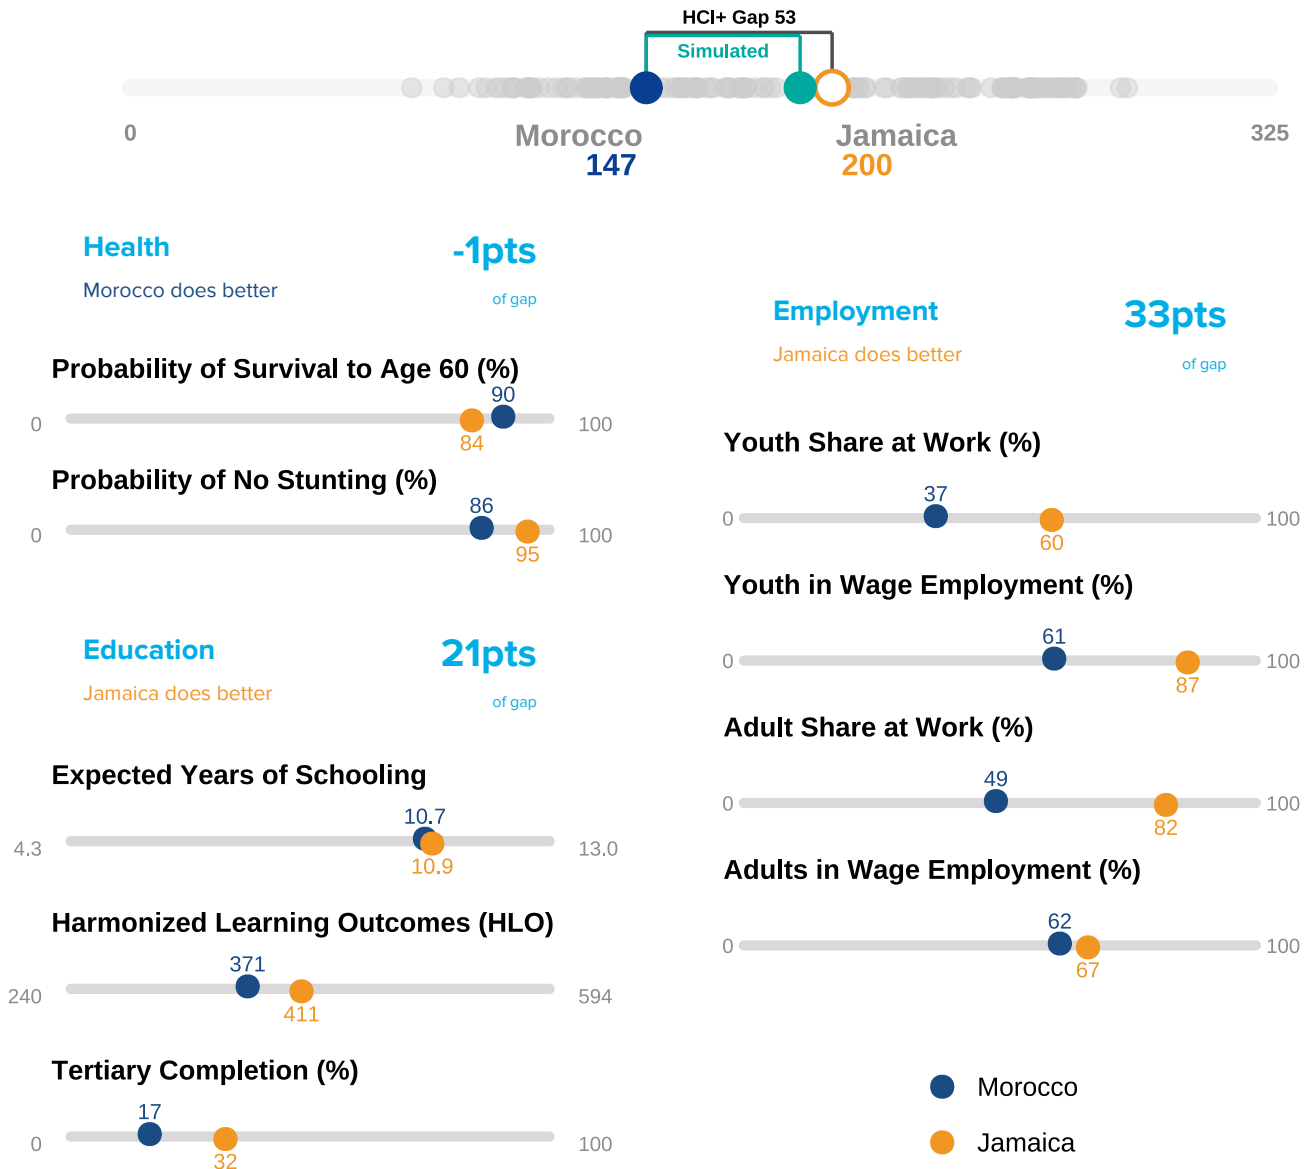 HCI+ Gap 53
Simulated
0
325
Morocco
147
Jamaica
200
Health
-1pts
Morocco does better
of gap
Probability of Survival to Age 60 (%)
90
0
100
84
Probability of No Stunting (%)
86
0
100
95
Education
21pts
Jamaica does better
of gap
Expected Years of Schooling
10.7
4.3
13.0
10.9
Harmonized Learning Outcomes (HLO)
371
240
594
411
Tertiary Completion (%)
17
0
100
32
Employment
33pts
Jamaica does better
of gap
Youth Share at Work (%)
37
0
100
60
Youth in Wage Employment (%)
61
0
100
87
Adult Share at Work (%)
49
0
100
82
Adults in Wage Employment (%)
62
0
100
67
Morocco
Jamaica